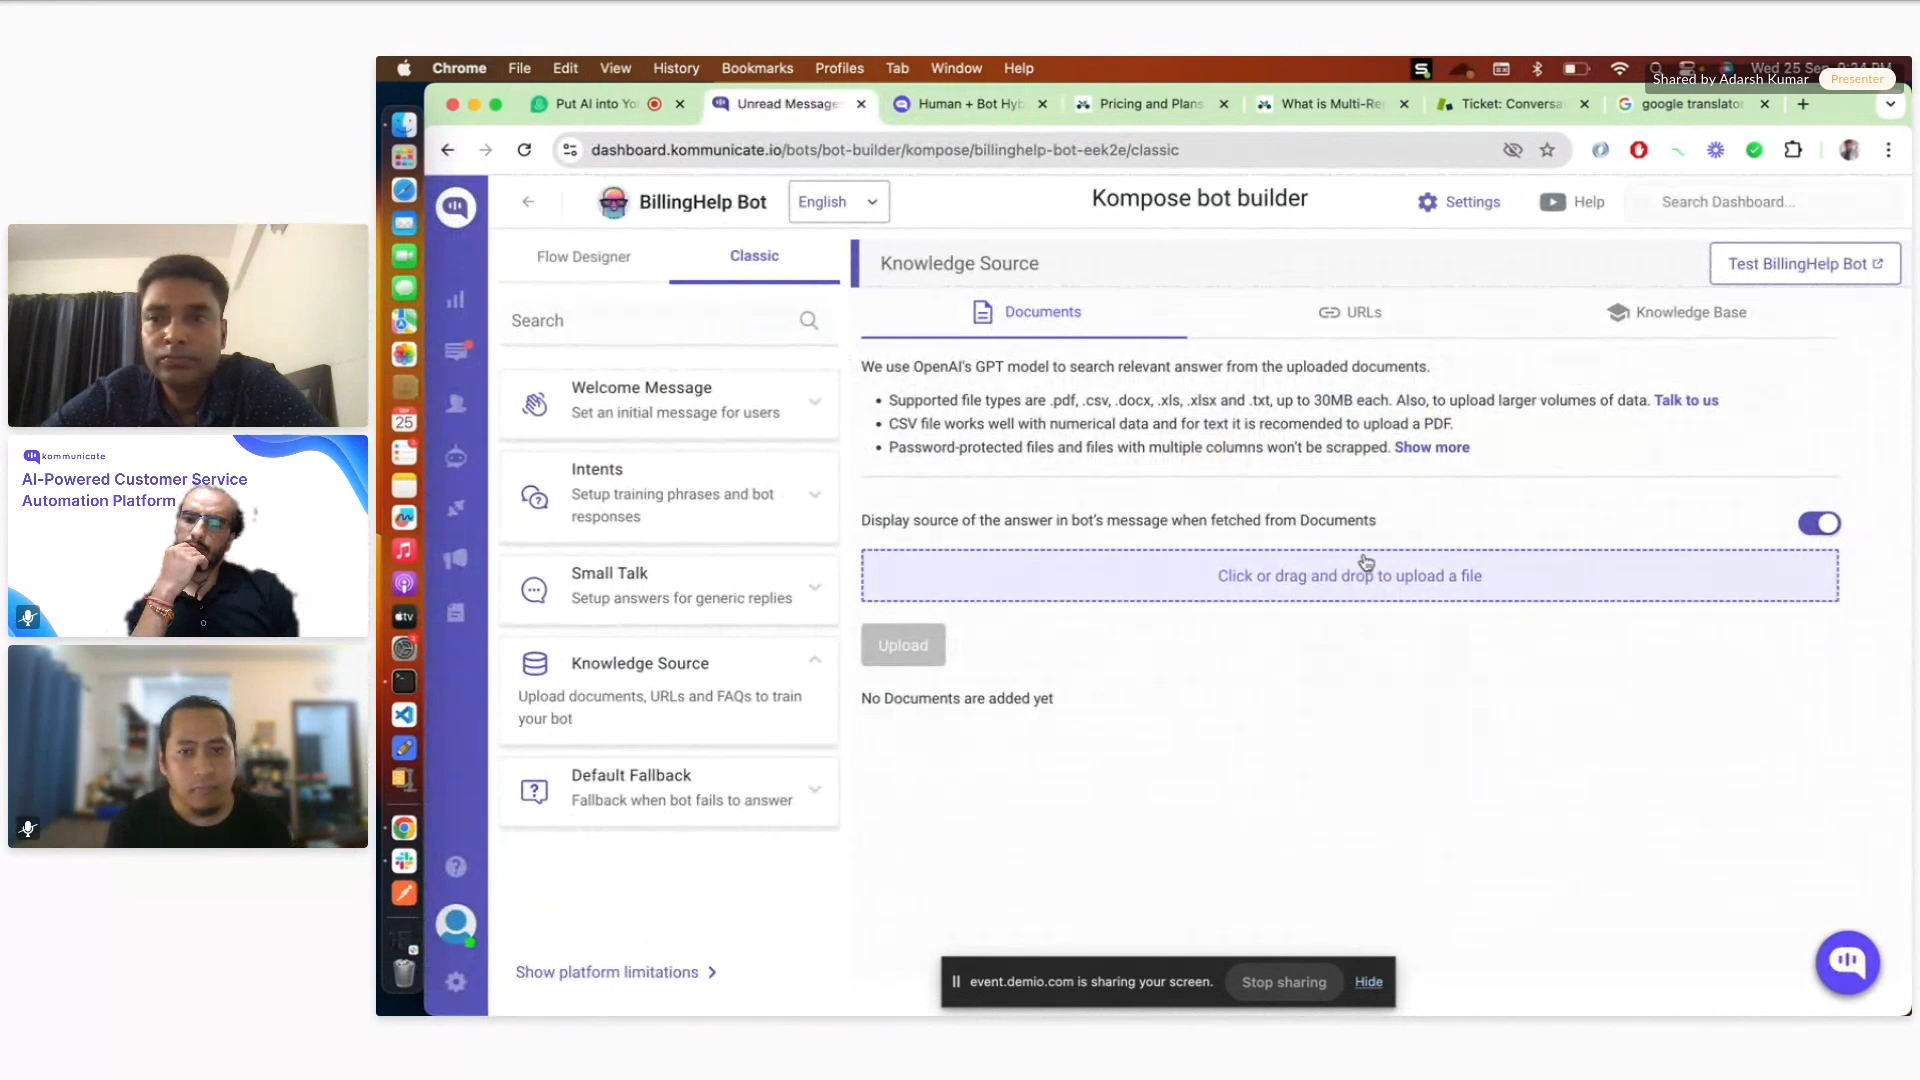 kommunicate
AI-Powered Customer Service
Automation Platform
Chrome File Edit View History Bookmarks Profiles Tab Window Help
Wed 25 Sep
Shared by Adarsh Kumar
Presenter
Put AI into Yo
Unread Message
Human + Bot Hyb
Pricing and Plans
What is Multi-Re
Ticket: Conversa
google translator
dashboard.kommunicate.io/bots/bot-builder/kompose/billinghelp-bot-eek2e/classic
BillingHelp Bot
English
Kompose bot builder
Settings
Help
Search Dashboard...
Flow Designer
Classic
Knowledge Source
Test BillingHelp Bot
Search
Documents
URLs
Knowledge Base
We use OpenAI's GPT model to search relevant answer from the uploaded documents.
• Supported file types are .pdf, .csv, .docx, .xls, .xlsx and .txt, up to 30MB each. Also, to upload larger volumes of data. Talk to us
• CSV file works well with numerical data and for text it is recomended to upload a PDF.
• Password-protected files and files with multiple columns won't be scrapped. Show more
Welcome Message
Set an initial message for users
Intents
Setup training phrases and bot
responses
Small Talk
Setup answers for generic replies
Knowledge Source
Upload documents, URLs and FAQs to train
your bot
Default Fallback
Fallback when bot fails to answer
Show platform limitations
Display source of the answer in bot's message when fetched from Documents
Click or drag and drop to upload a file
Upload
No Documents are added yet
event.demio.com is sharing your screen.
Stop sharing
Hide
25
tv